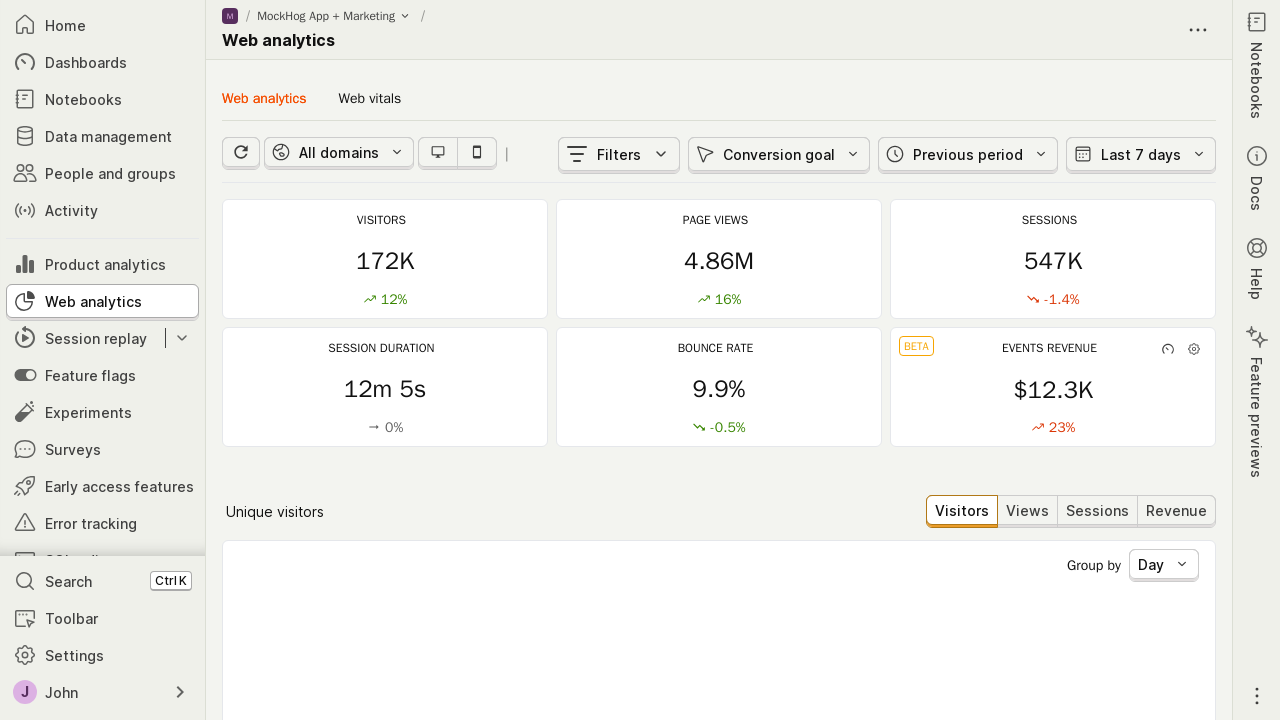 Home
Dashboards
Notebooks
Data management
People and groups
Activity
Product analytics
Web analytics
Session replay
Feature flags
Experiments
Surveys
Early access features
Error tracking
Search Ctrl K
Toolbar
Settings
J John
M / MockHog App + Marketing /
Web analytics
Web analytics Web vitals
All domains | Filters Conversion goal Previous period Last 7 days
VISITORS
172K
12%
PAGE VIEWS
4.86M
16%
SESSIONS
547K
-1.4%
SESSION DURATION
12m 5s
0%
BOUNCE RATE
9.9%
-0.5%
BETA EVENTS REVENUE
$12.3K
23%
Unique visitors Visitors Views Sessions Revenue
Group by Day
Notebooks
Docs
Help
Feature previews